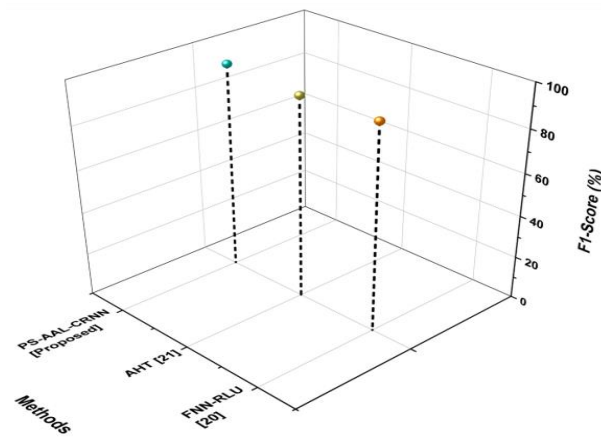 100
80
60
40
20
0
F1-Score (%)
PS-AAL-CRNN
[Proposed]
AHT [21]
FNN-RLU
[20]
Methods